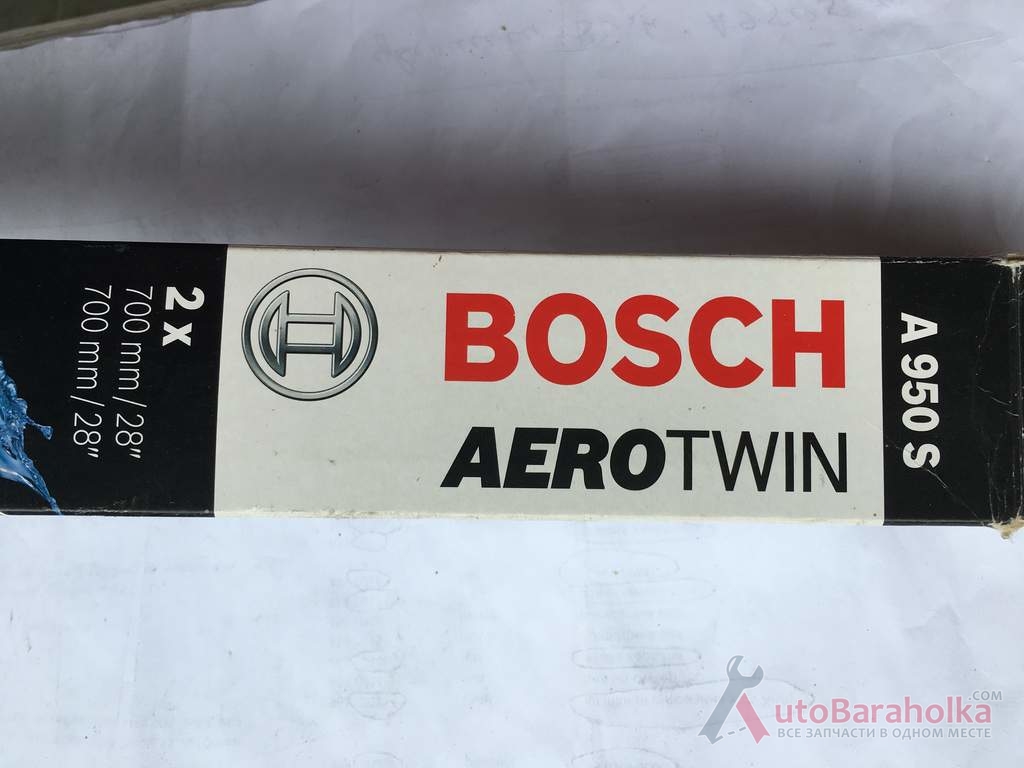 2 x
700 mm / 28"
700 mm / 28"
BOSCH
AEROTWIN
A 950 S
AutoBaraholka.COM
ВСЕ ЗАПЧАСТИ В ОДНОМ МЕСТЕ